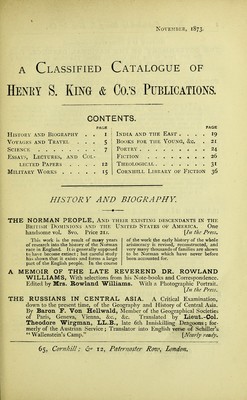 November, 1873.
A Classified Catalogue of
Henry S. King & Co.'s Publications.
CONTENTS.
PAGE
History and Biography . . 1
Voyages and Travel . . . 5
Science . . . . . 7
Essays, Lectures, and Col-
lected Papers . . . 12
Military Works . . . . 15
PAGE
India and the East . . . . 19
Books for the Young, &c. . 21
Poetry . . . . . . 24
Fiction . . . . . . 26
Theological . . . . . 31
Cornhill Library of Fiction 36
HISTORY AND BIOGRAPHY.
THE NORMAN PEOPLE, And their existing descendants in the
British Dominions and the United States of America. One
handsome vol. 8vo. Price 21s. [In the Press.
This work is the result of many years
of research into the history of the Norman
race in England. It is generally supposed
to have become extinct; but careful study
has shown that it exists and forms a large
part of the English people. In the course
of the work the early history of the whole
aristocracy is revised, reconstructed, and
very many thousands of families are shown
to be Norman which have never before
been accounted for.
A MEMOIR OF THE LATE REVEREND DR. ROWLAND
WILLIAMS, With selections from his Note-books and Correspondence.
Edited by Mrs. Rowland Williams. With a Photographic Portrait.
[In the Press.
THE RUSSIANS IN CENTRAL ASIA. A Critical Examination,
down to the present time, of the Geography and History of Central Asia.
By Baron F. Von Hellwald, Member of the Geographical Societies
of Paris, Geneva, Vienna, &c., &c. Translated by Lieut.-Col.
Theodore Wirgman, LL.B., late 6th Inniskilling Dragoons; for-
merly of the Austrian Service; Translator into English verse of Schiller's
"Wallenstein's Camp." [Nearly ready.
65, Cornhill; & 12, Paternoster Row, London.